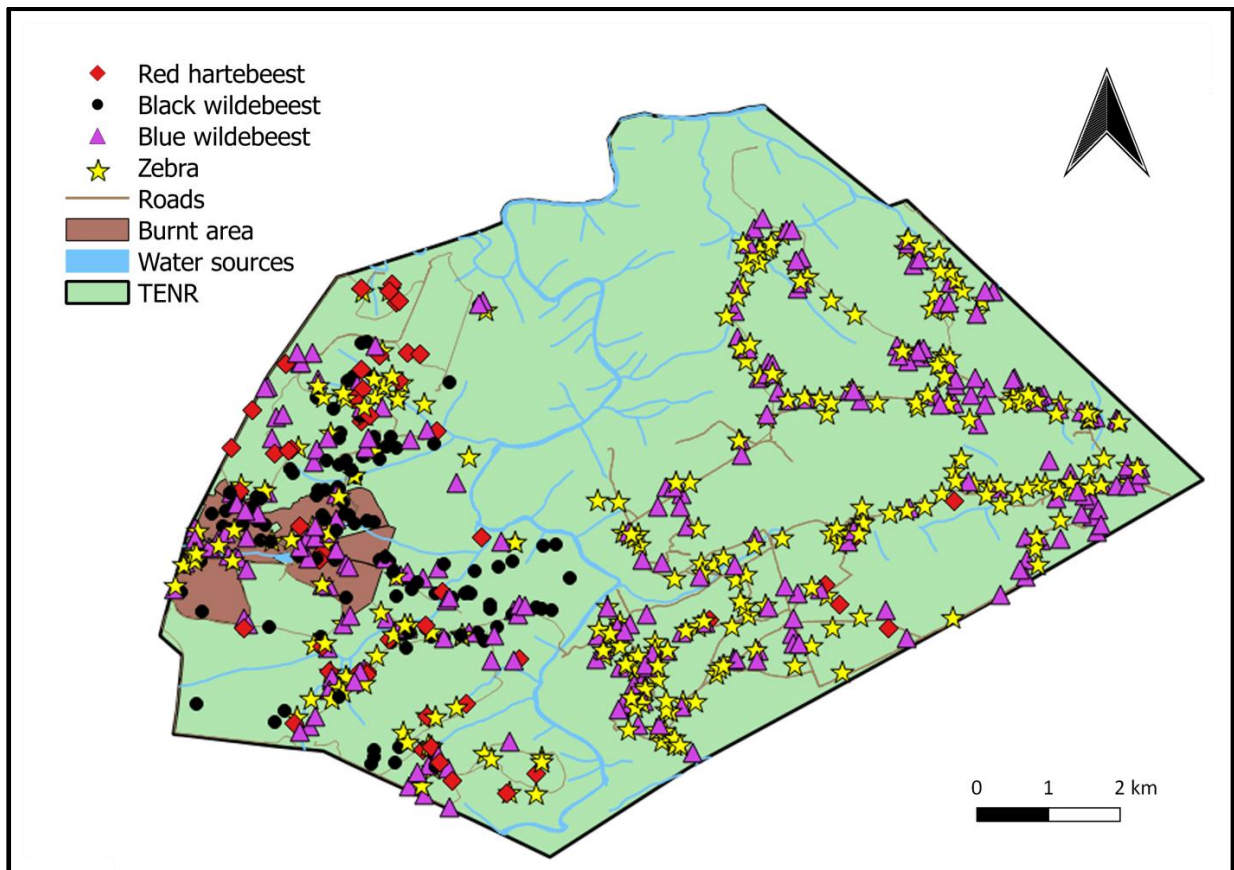 Red hartebeest
Black wildebeest
Blue wildebeest
Zebra
Roads
Burnt area
Water sources
TENR
0 1 2 km